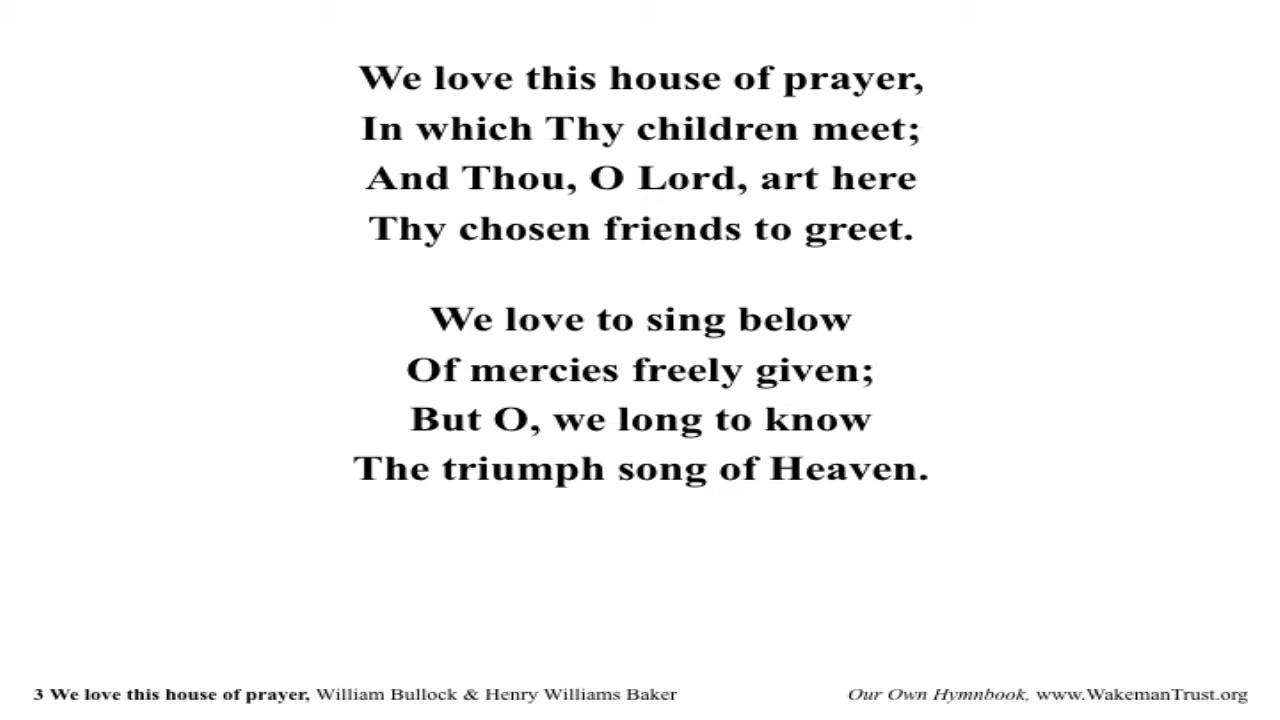 We love this house of prayer,
In which Thy children meet;
And Thou, O Lord, art here
Thy chosen friends to greet.
We love to sing below
Of mercies freely given;
But O, we long to know
The triumph song of Heaven.
3 We love this house of prayer, William Bullock & Henry Williams Baker
Our Own Hymnbook, www.WakemanTrust.org